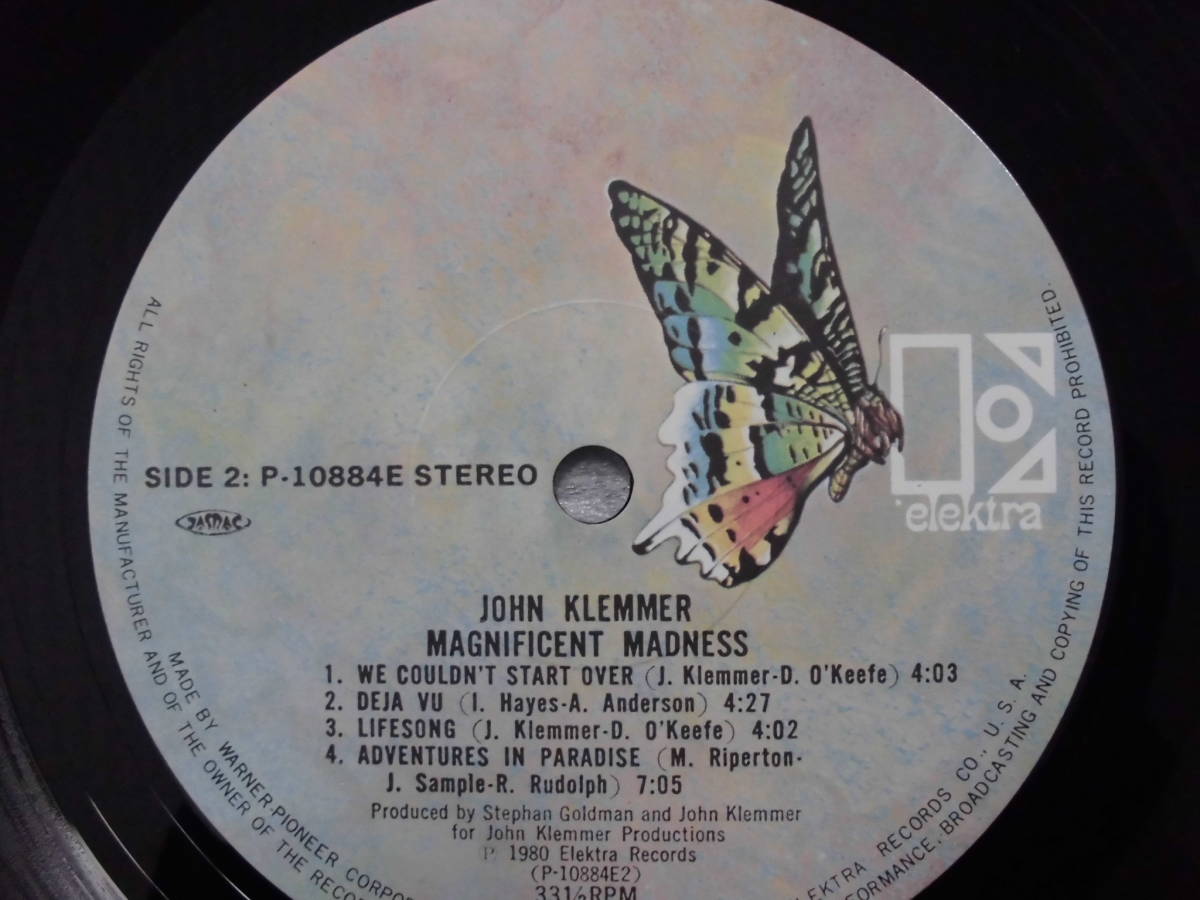 SIDE 2: P-10884E STEREO
JASRAC
elektra
JOHN KLEMMER
MAGNIFICENT MADNESS
1. WE COULDN'T START OVER (J. Klemmer-D. O'Keefe) 4:03
2. DEJA VU (I. Hayes-A. Anderson) 4:27
3. LIFESONG (J. Klemmer-D. O'Keefe) 4:02
4. ADVENTURES IN PARADISE (M. Riperton-
J. Sample-R. Rudolph) 7:05
Produced by Stephan Goldman and John Klemmer
for John Klemmer Productions
℗ 1980 Elektra Records
(P-10884E2)
33⅓RPM
ALL RIGHTS OF THE MANUFACTURER AND OF THE OWNER OF THE RECOR
MADE BY WARNER-PIONEER CORPO
LEKTRA RECORDS CO., U. S. A.
FORMANCE, BROADCASTING AND COPYING OF THIS RECORD PROHIBITED.